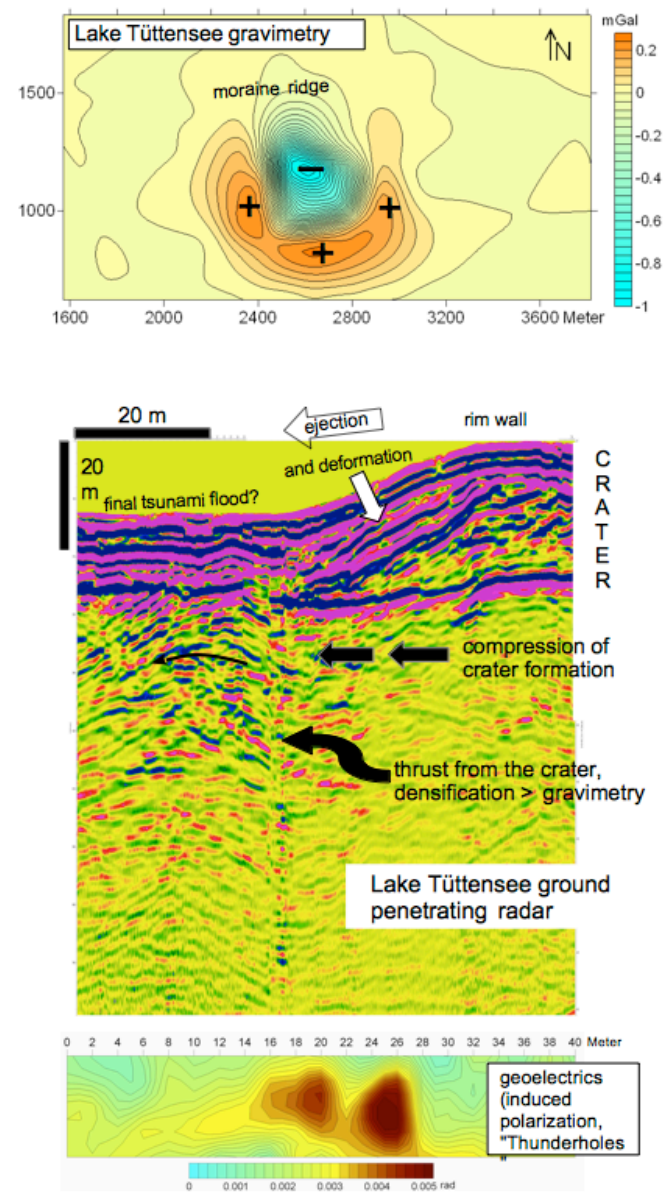 Lake Tüttensee gravimetry
N
mGal
moraine ridge
0.2
0
-0.2
-0.4
-0.6
-0.8
-1
1500
1000
1600 2000 2400 2800 3200 3600 Meter
20 m
ejection
rim wall
20
m
and deformation
final tsunami flood?
C
R
A
T
E
R
compression of
crater formation
thrust from the crater,
densification > gravimetry
Lake Tüttensee ground
penetrating radar
0 2 4 6 8 10 12 14 16 18 20 22 24 26 28 30 32 34 36 38 40 Meter
geoelectrics
(induced
polarization,
"Thunderholes
"
0 0.001 0.002 0.003 0.004 0.005 rad